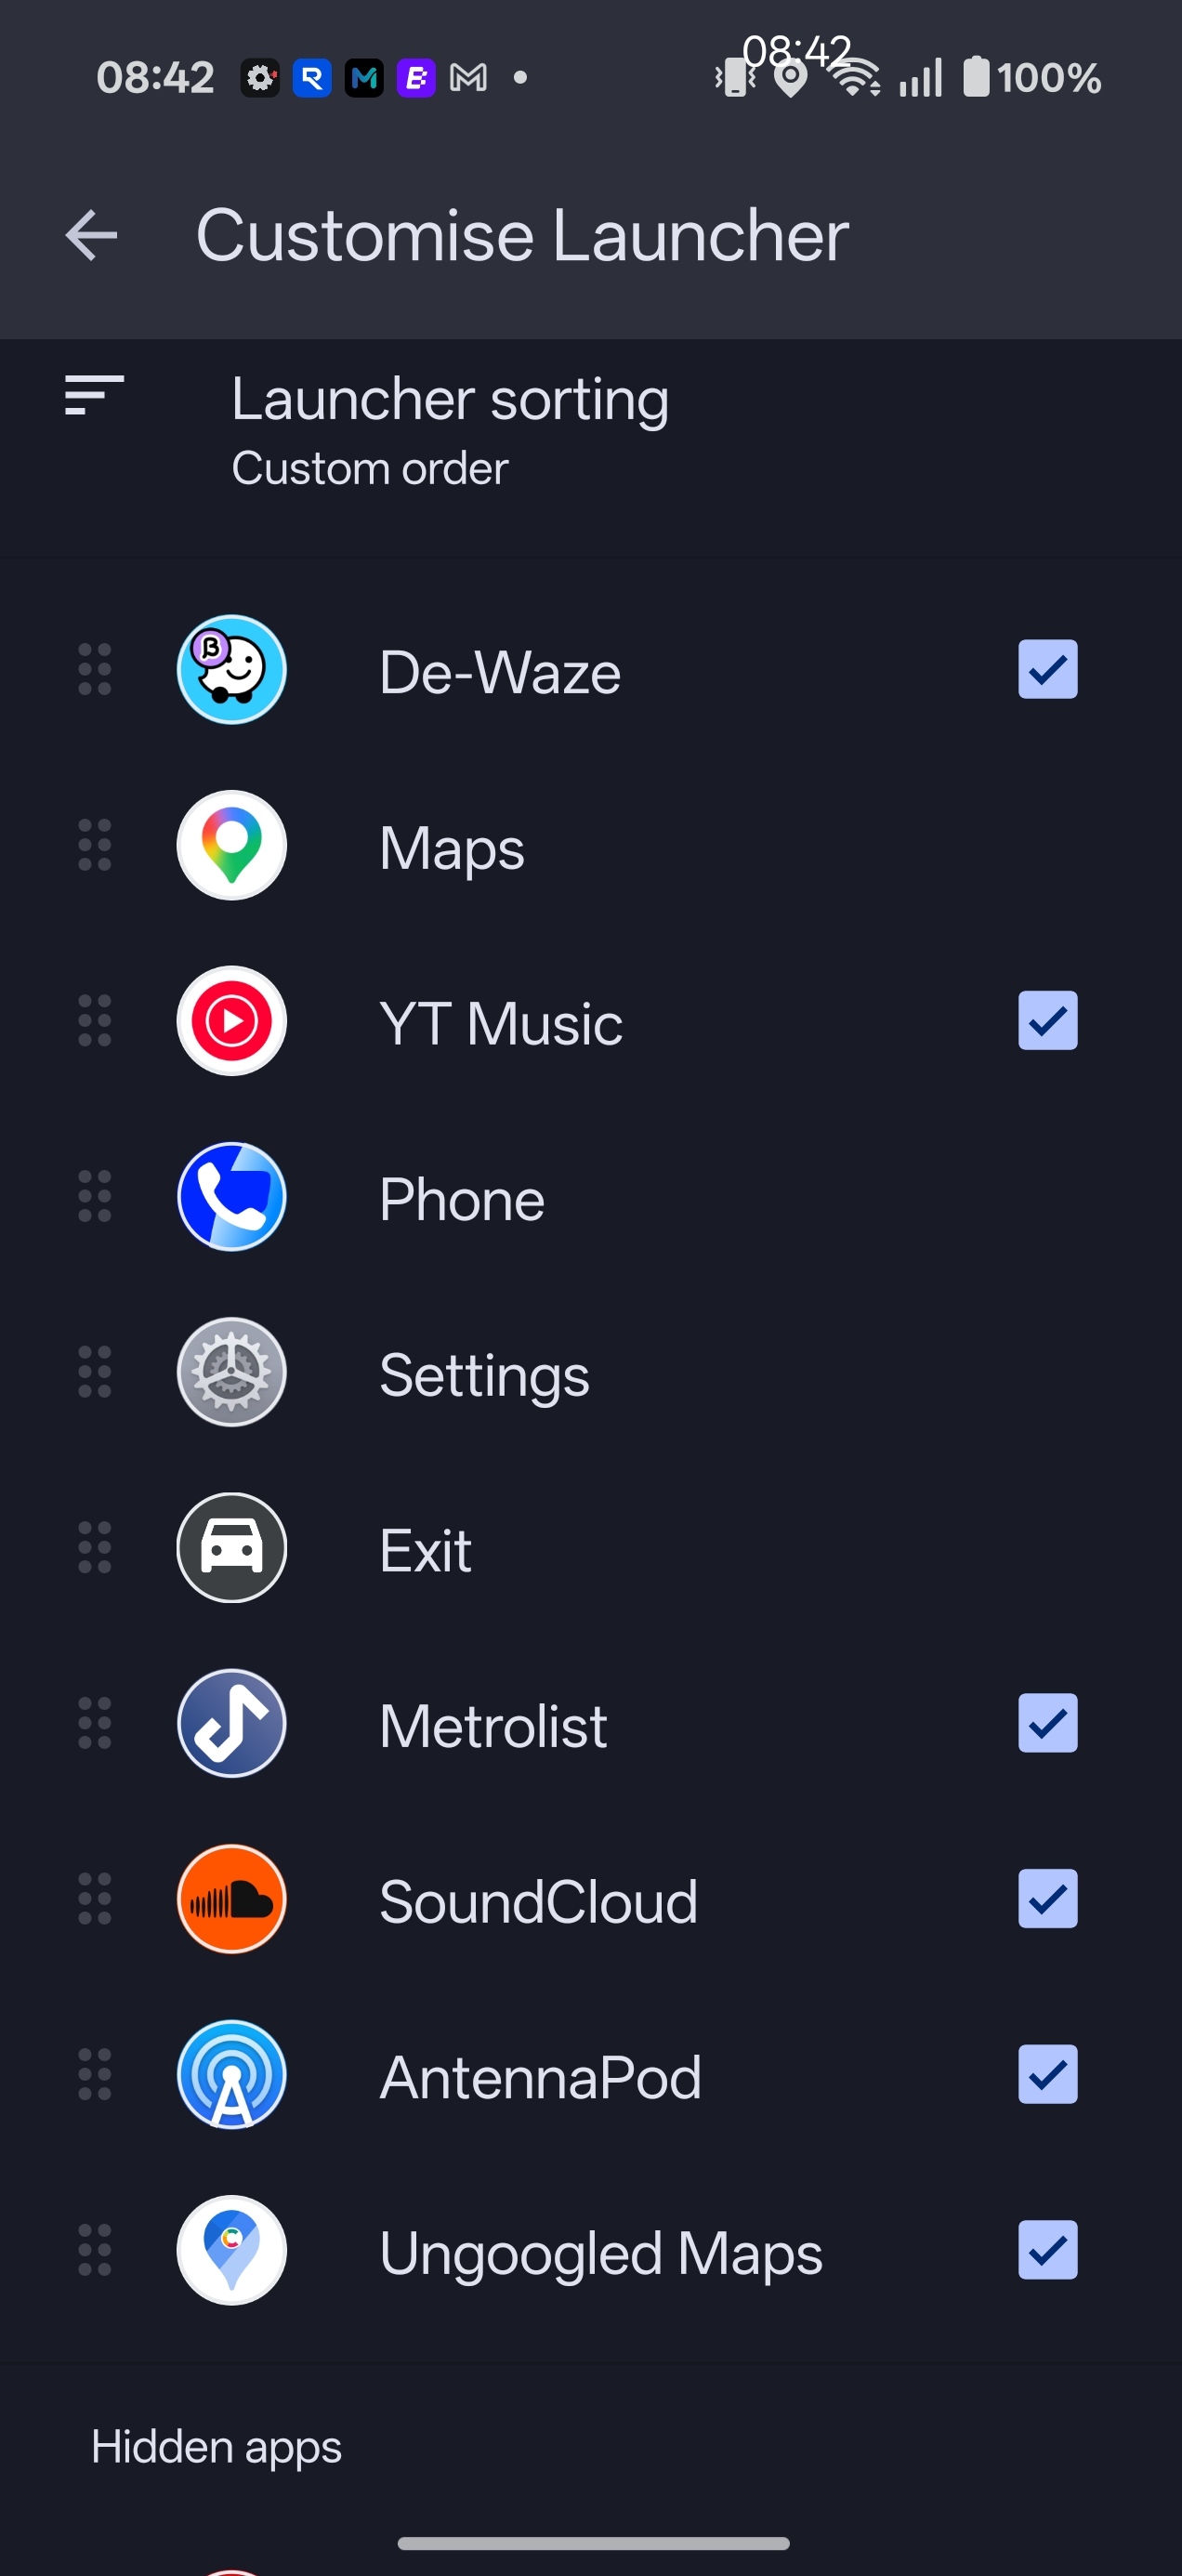 08:42
08:42
100%
Customise Launcher
Launcher sorting
Custom order
De-Waze
Maps
YT Music
Phone
Settings
Exit
Metrolist
SoundCloud
AntennaPod
Ungoogled Maps
Hidden apps